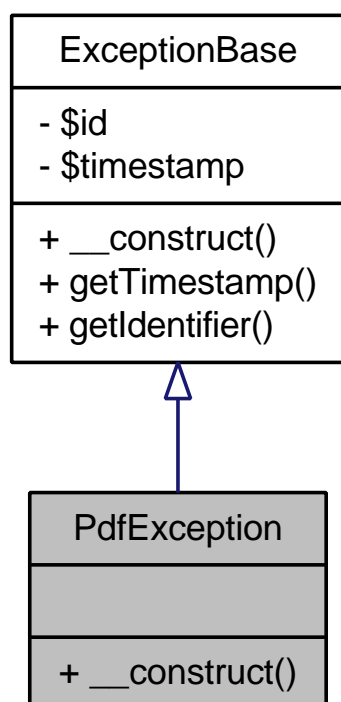 ExceptionBase
- $id
- $timestamp
+ __construct()
+ getTimestamp()
+ getIdentifier()
PdfException
+ __construct()